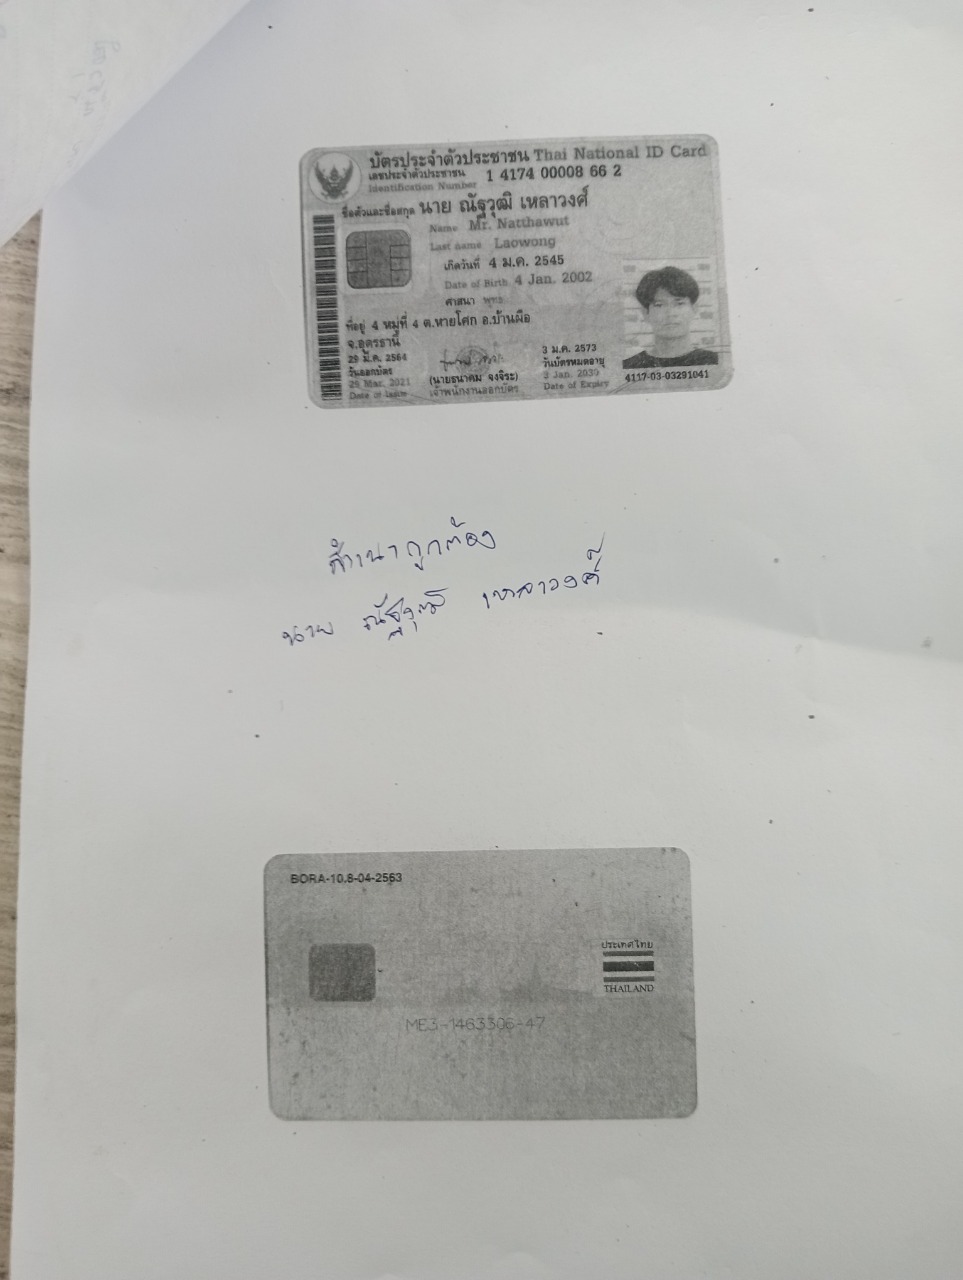 บัตรประจำตัวประชาชน Thai National ID Card
เลขประจำตัวประชาชน 1 4174 00008 66 2
Identification Number
ชื่อตัวและชื่อสกุล นาย ณัฐวุฒิ เหลาวงศ์
Name Mr. Natthawut
Last name Laowong
เกิดวันที่ 4 ม.ค. 2545
Date of Birth 4 Jan. 2002
ศาสนา พุทธ
ที่อยู่ 4 หมู่ที่ 4 ต.หายโศก อ.บ้านผือ
จ.อุดรธานี
29 มี.ค. 2564
วันออกบัตร
29 Mar. 2021
Date of Issue
(นายธนาคม จงจิระ)
เจ้าพนักงานออกบัตร
3 ม.ค. 2573
วันบัตรหมดอายุ
3 Jan. 2030
Date of Expiry
4117-03-03291041
สำเนาถูกต้อง
นาย ณัฐวุฒิ เหลาวงศ์
BORA-10.6-04-2563
ประเทศไทย
THAILAND
ME3-1463306-47